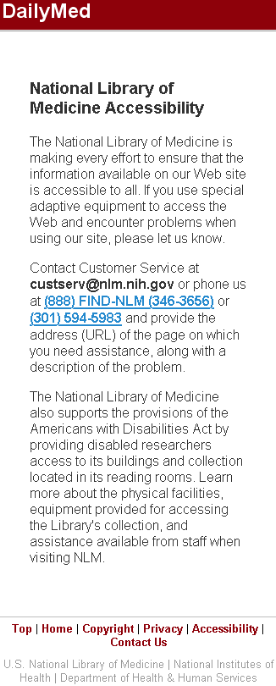 DailyMed
National Library of
Medicine Accessibility
The National Library of Medicine is
making every effort to ensure that the
information available on our Web site
is accessible to all. If you use special
adaptive equipment to access the
Web and encounter problems when
using our site, please let us know.
Contact Customer Service at
custserv@nlm.nih.gov or phone us
at (888) FIND-NLM (346-3656) or
(301) 594-5983 and provide the
address (URL) of the page on which
you need assistance, along with a
description of the problem.
The National Library of Medicine
also supports the provisions of the
Americans with Disabilities Act by
providing disabled researchers
access to its buildings and collection
located in its reading rooms. Learn
more about the physical facilities,
equipment provided for accessing
the Library's collection, and
assistance available from staff when
visiting NLM.
Top | Home | Copyright | Privacy | Accessibility |
Contact Us
U.S. National Library of Medicine | National Institutes of
Health | Department of Health & Human Services